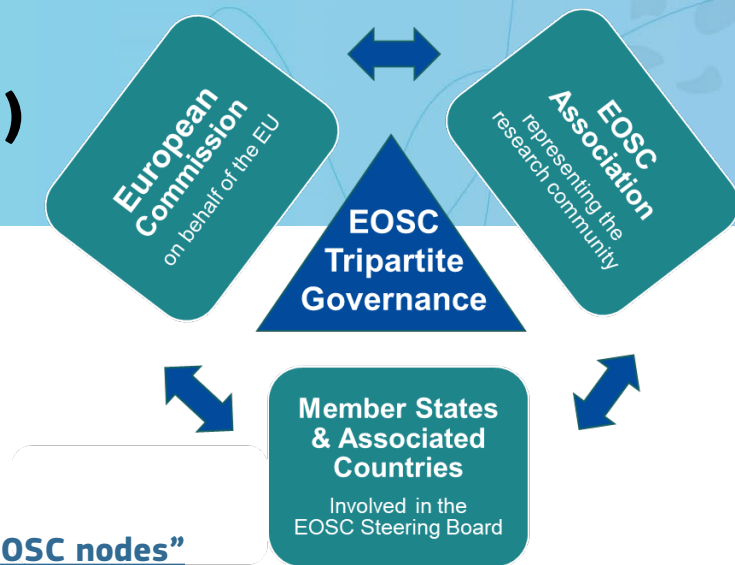 )
European
Commission
on behalf of the EU
EOSC
Association
representing the
research community
EOSC
Tripartite
Governance
Member States
& Associated
Countries
Involved in the
EOSC Steering Board
OSC nodes”